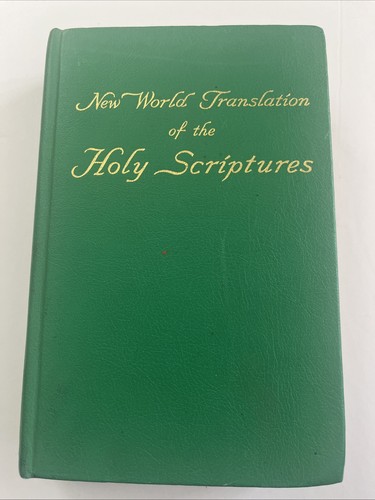 New World Translation
of the
Holy Scriptures